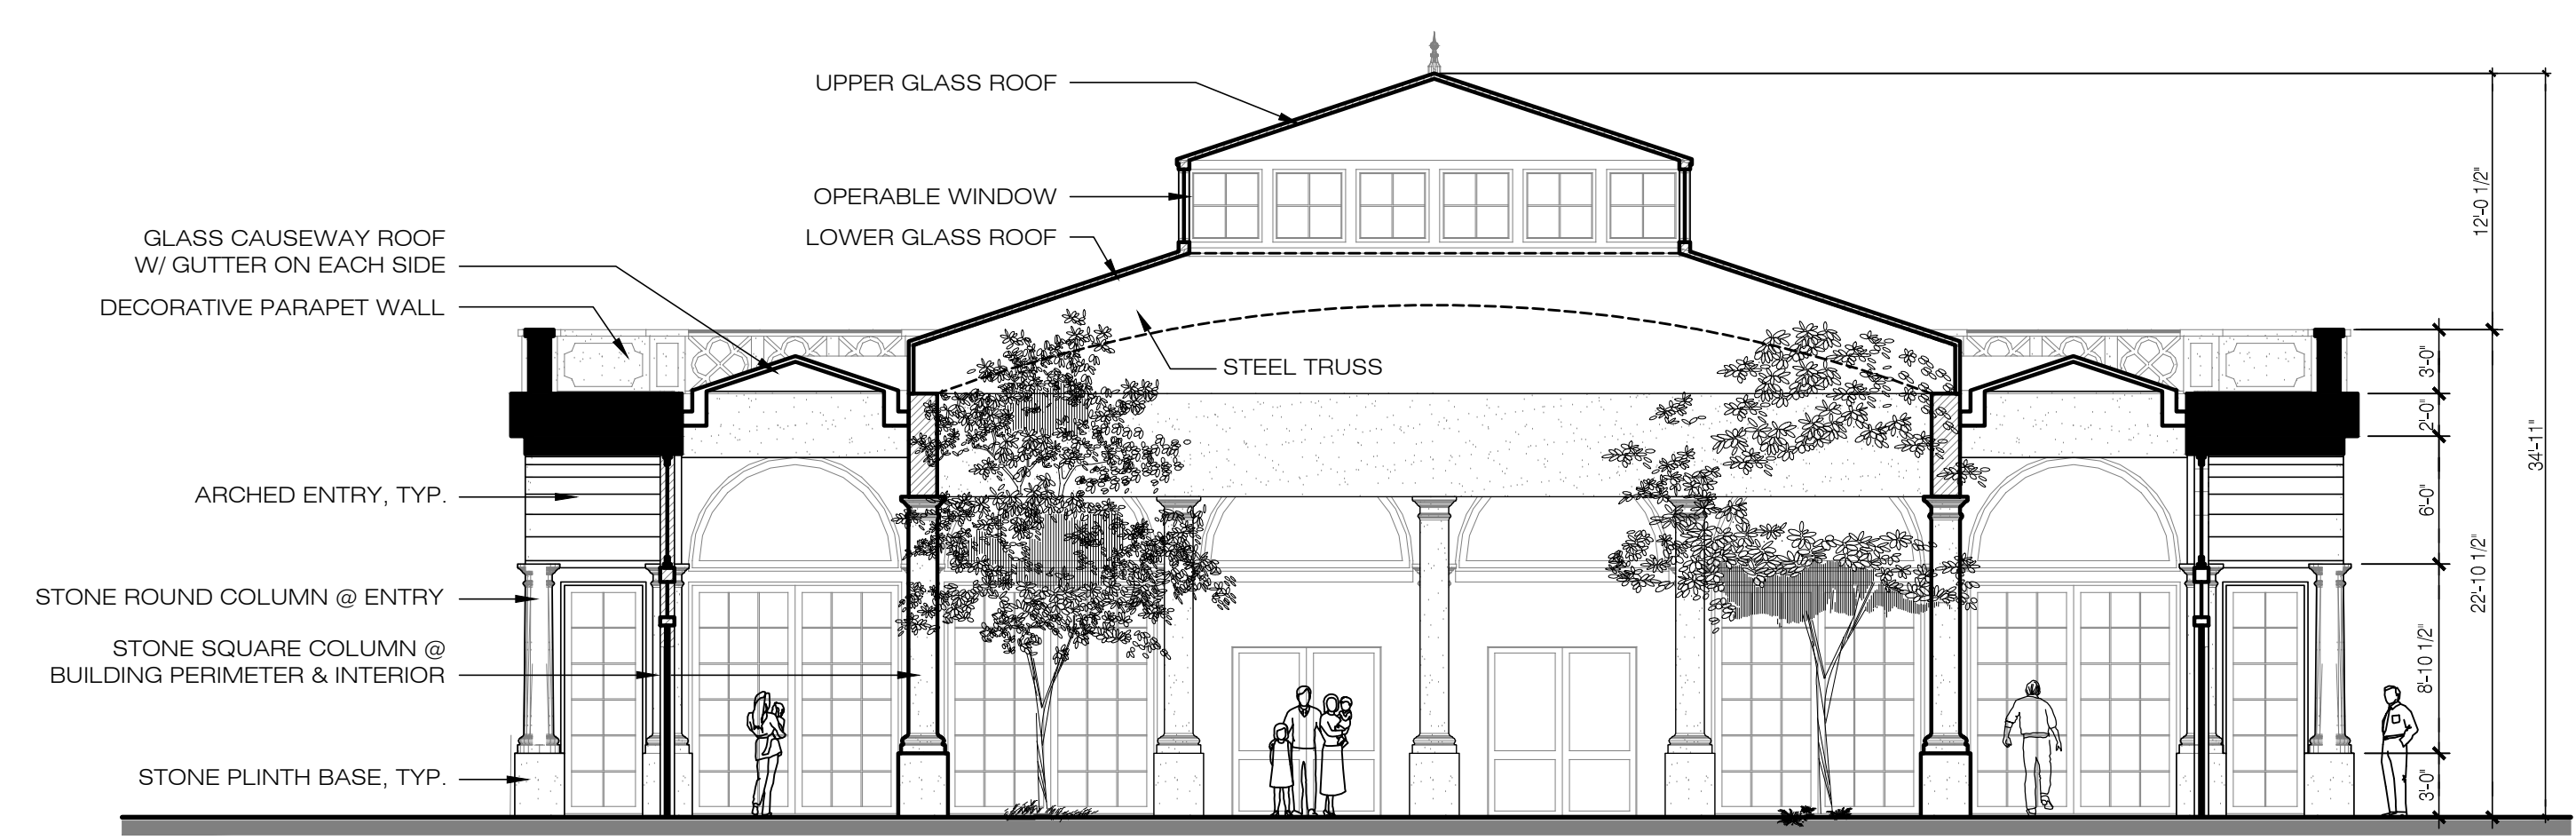 UPPER GLASS ROOF
OPERABLE WINDOW
LOWER GLASS ROOF
GLASS CAUSEWAY ROOF
W/ GUTTER ON EACH SIDE
DECORATIVE PARAPET WALL
STEEL TRUSS
ARCHED ENTRY, TYP.
STONE ROUND COLUMN @ ENTRY
STONE SQUARE COLUMN @
BUILDING PERIMETER & INTERIOR
STONE PLINTH BASE, TYP.
12'-0 1/2"
34'-11"
3'-0"
2'-0"
6'-0"
22'-10 1/2"
8'-10 1/2"
3'-0"